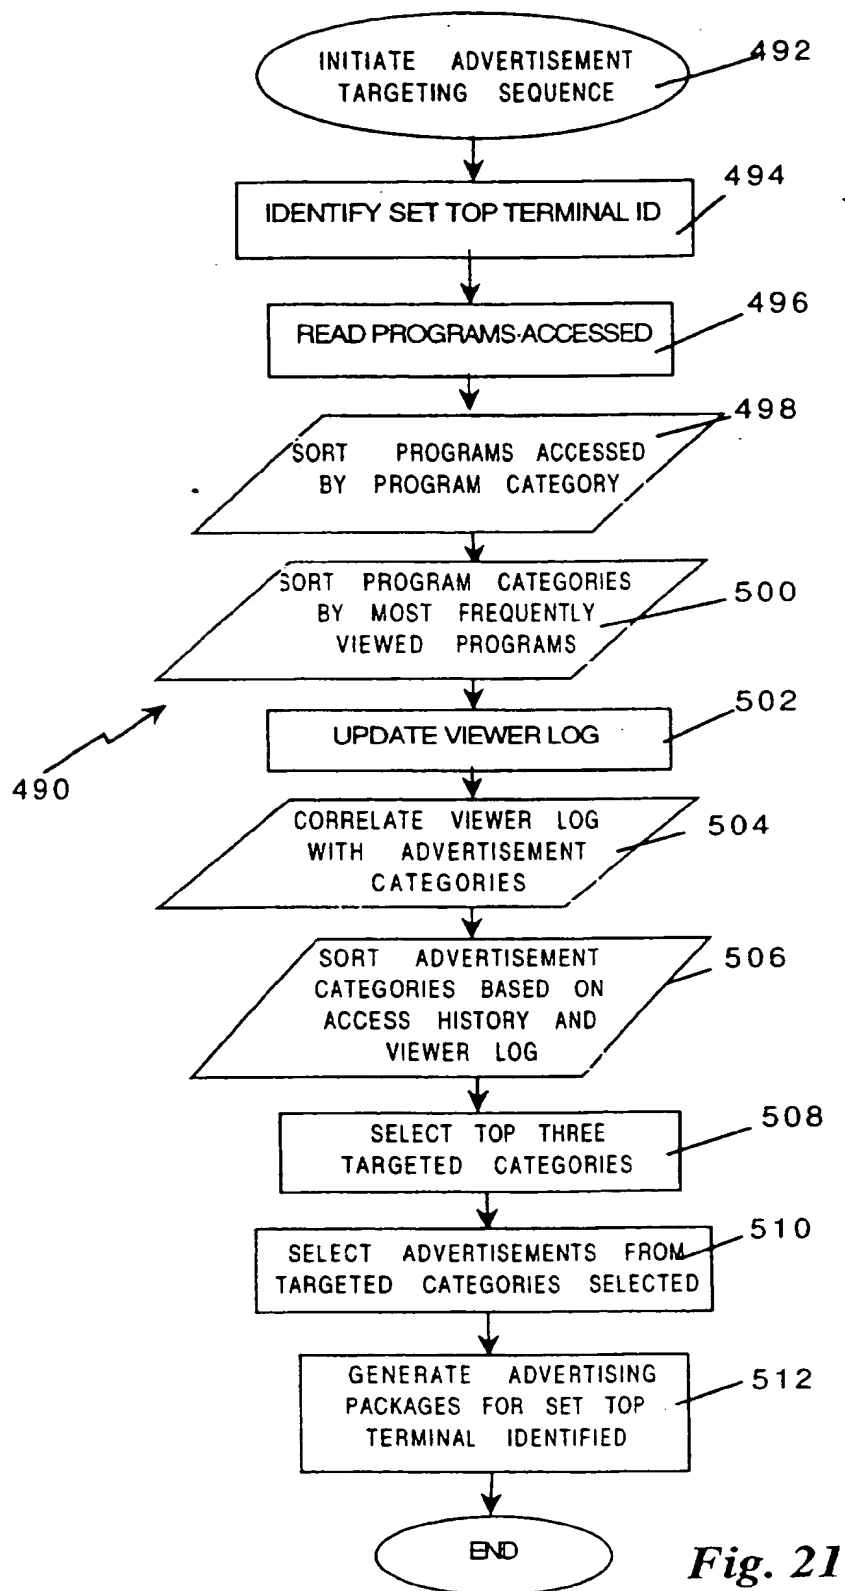 INITIATE ADVERTISEMENT
TARGETING SEQUENCE
492
IDENTIFY SET TOP TERMINAL ID
494
READ PROGRAMS ACCESSED
496
SORT PROGRAMS ACCESSED
BY PROGRAM CATEGORY
498
SORT PROGRAM CATEGORIES
BY MOST FREQUENTLY
VIEWED PROGRAMS
500
UPDATE VIEWER LOG
502
490
CORRELATE VIEWER LOG
WITH ADVERTISEMENT
CATEGORIES
504
SORT ADVERTISEMENT
CATEGORIES BASED ON
ACCESS HISTORY AND
VIEWER LOG
506
SELECT TOP THREE
TARGETED CATEGORIES
508
SELECT ADVERTISEMENTS FROM
TARGETED CATEGORIES SELECTED
510
GENERATE ADVERTISING
PACKAGES FOR SET TOP
TERMINAL IDENTIFIED
512
END
Fig. 21